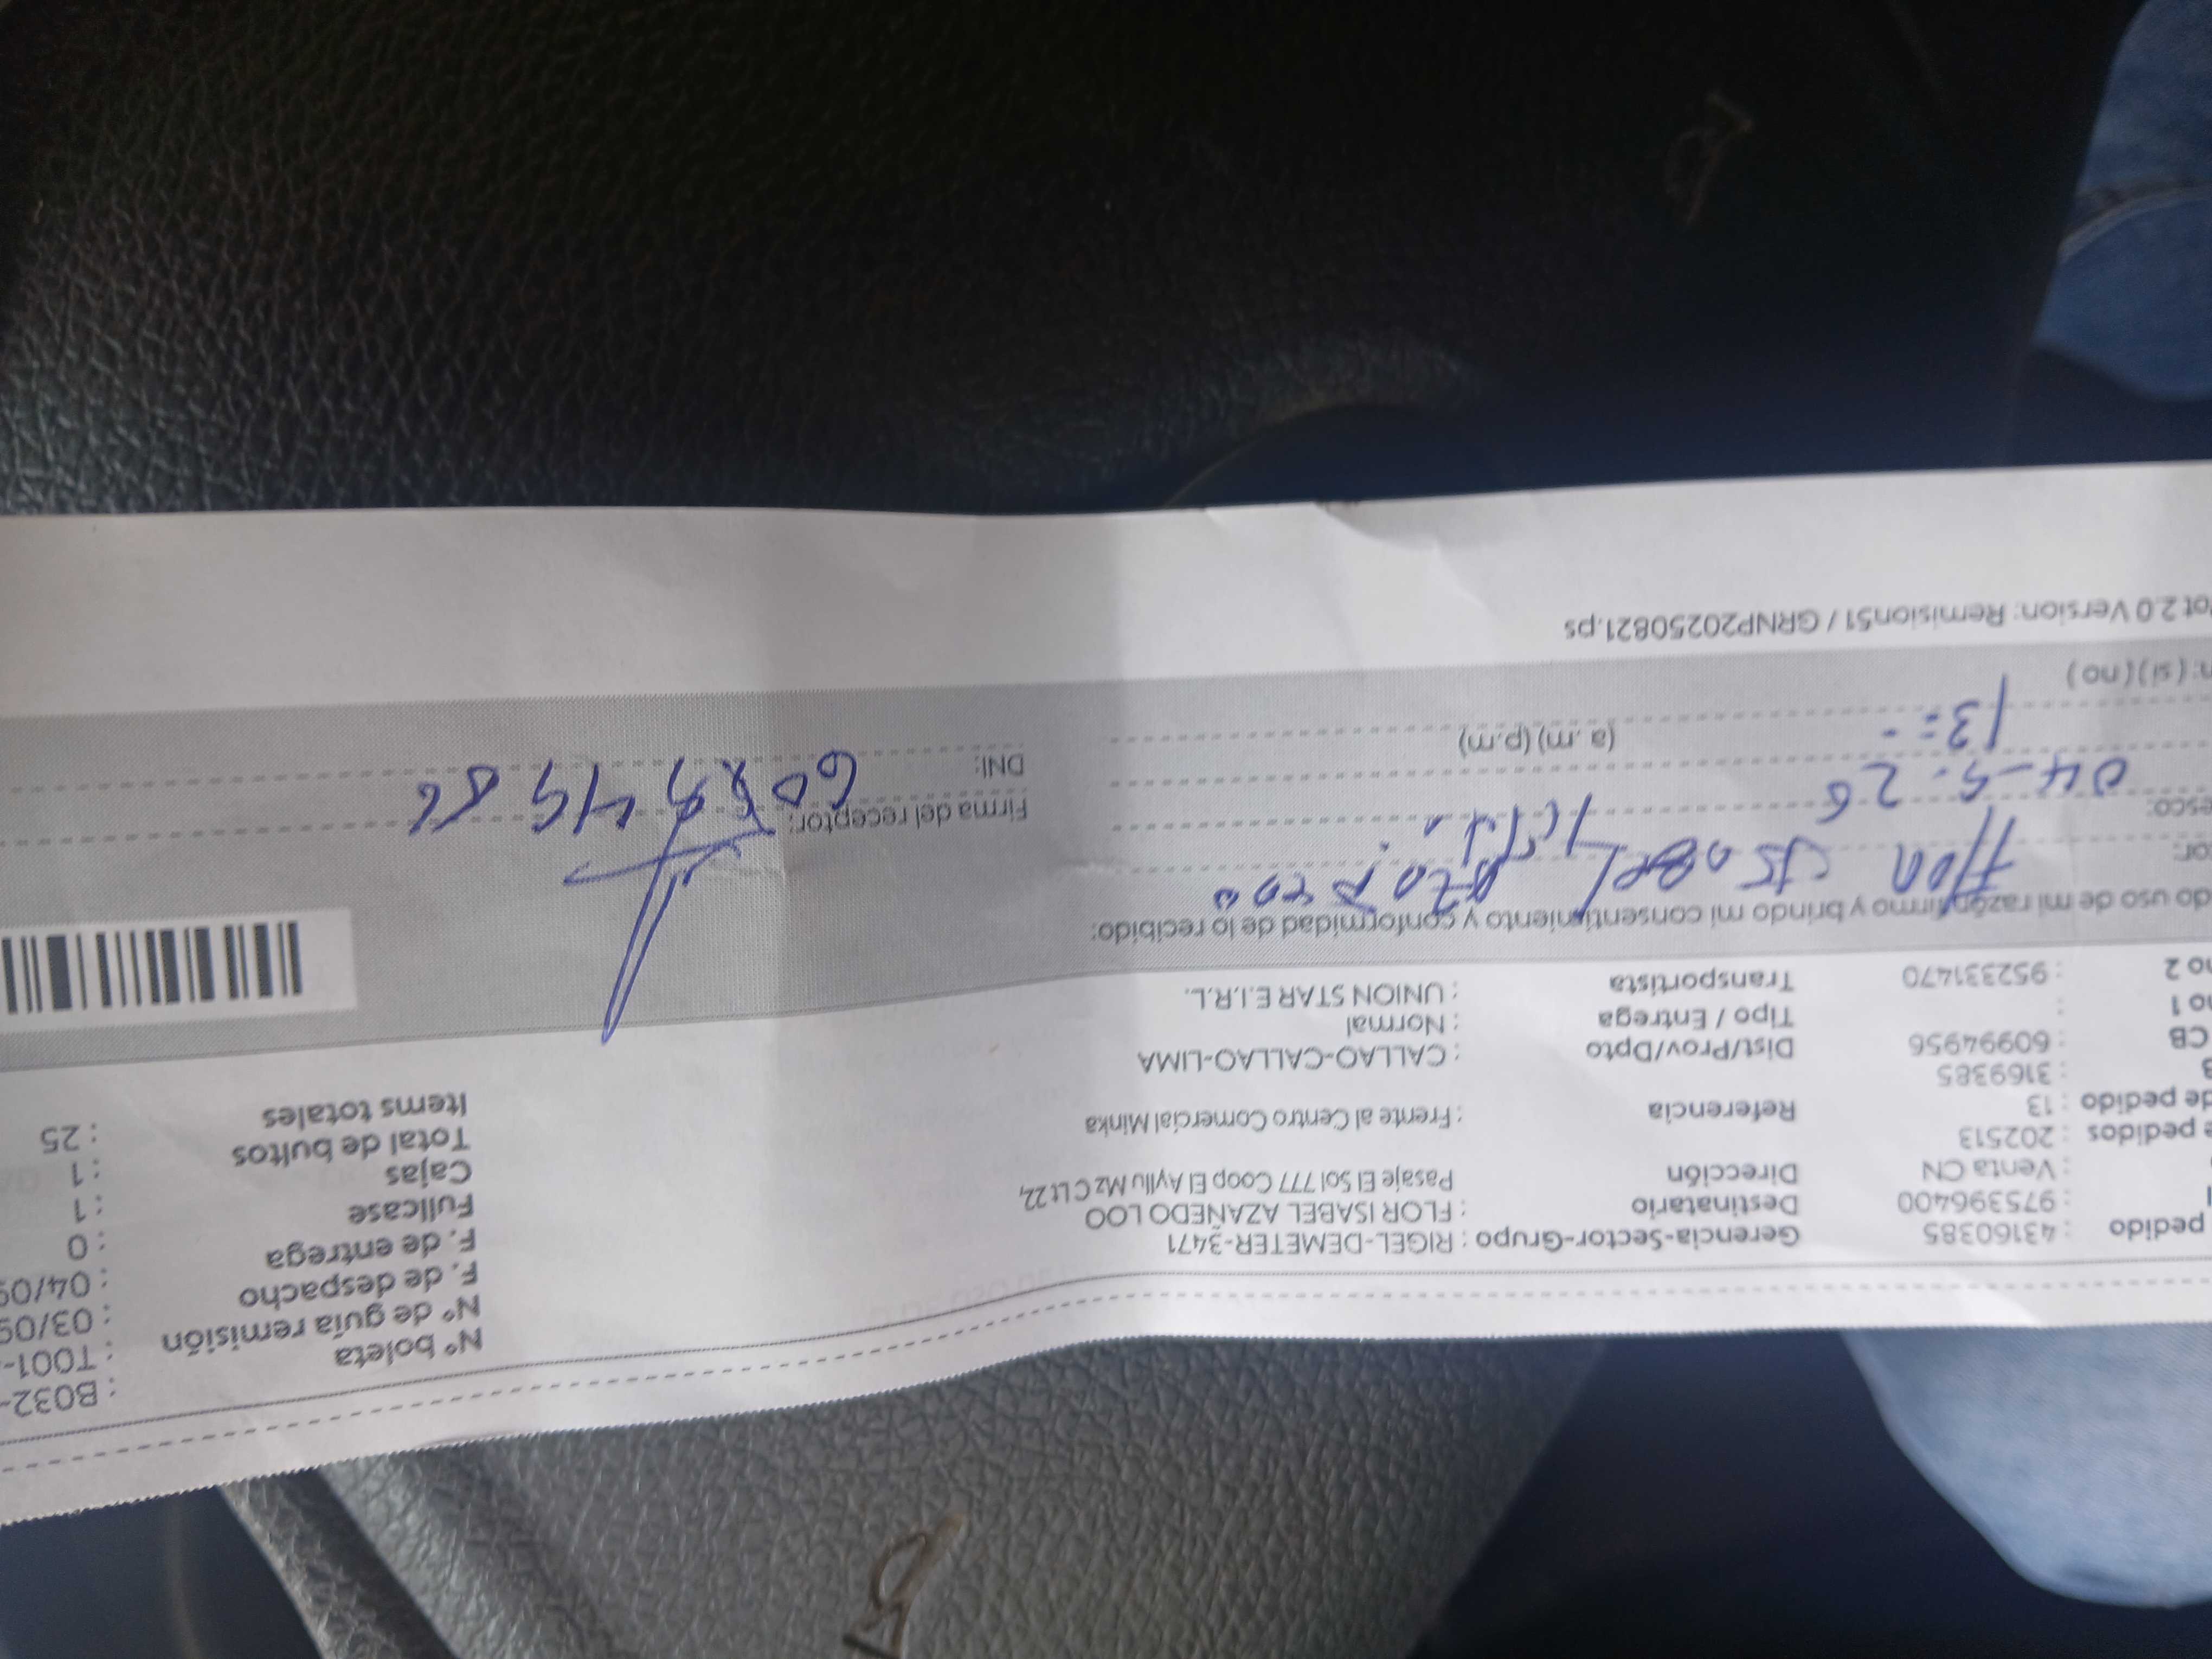 pedido : 43160385 Gerencia-Sector-Grupo : RIGEL-DEMETER-3471 Nº boleta : B032-
: 975396400 Destinatario : FLOR ISABEL AZAÑEDO LOO Nº de guía remisión : T001-
: Venta CN Dirección Pasaje El Sol 777 Coop El Ayllu Mz C Lt 22, F. de despacho : 03/09
pedidos : 202513 F. de entrega : 04/09
de pedido : 13 Referencia : Frente al Centro Comercial Minka Fullcase : 0
: 3169385 Cajas : 1
CB : 60994956 Dist/Prov/Dpto : CALLAO-CALLAO-LIMA Total de bultos : 1
no 1 : Tipo / Entrega : Normal Items totales : 25
no 2 : 952331470 Transportista : UNION STAR E.I.R.L.
do uso de mi razón firmo y brindo mi consentimiento y conformidad de lo recibido:
or:
esco: Firma del receptor:
04-5-26 DNI:
13 = - (a.m) (p.m)
n: (si) (no)
ot 2.0 Version: Remision51 / GRNP20250821.ps